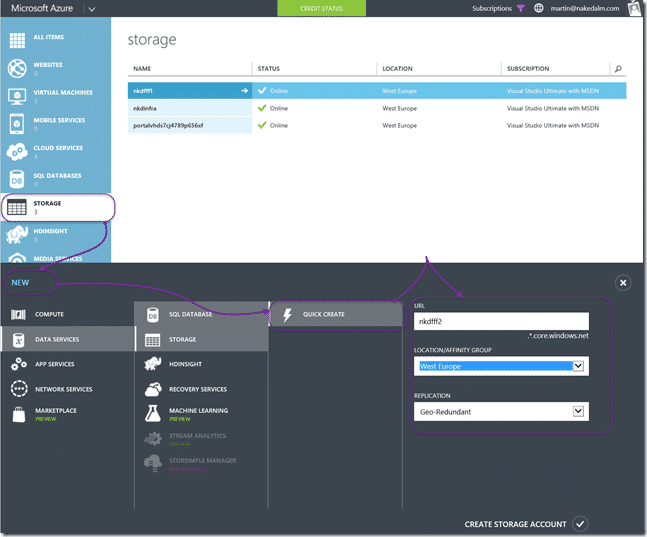 Microsoft Azure
CREDIT STATUS
Subscriptions
martin@nakedalm.com
ALL ITEMS
WEBSITES
0
VIRTUAL MACHINES
3
MOBILE SERVICES
0
CLOUD SERVICES
4
SQL DATABASES
0
STORAGE
3
HDINSIGHT
0
MEDIA SERVICES
storage
NAME STATUS LOCATION SUBSCRIPTION
nkdfff1 Online West Europe Visual Studio Ultimate with MSDN
nkdinfra Online West Europe Visual Studio Ultimate with MSDN
portalvhds7cj4789p656xf Online West Europe Visual Studio Ultimate with MSDN
NEW
COMPUTE
DATA SERVICES
APP SERVICES
NETWORK SERVICES
MARKETPLACE
PREVIEW
SQL DATABASE
DB
STORAGE
HDINSIGHT
RECOVERY SERVICES
MACHINE LEARNING
PREVIEW
STREAM ANALYTICS
STORSIMPLE MANAGER
QUICK CREATE
URL
nkdfff2
.*.core.windows.net
LOCATION/AFFINITY GROUP
West Europe
REPLICATION
Geo-Redundant
CREATE STORAGE ACCOUNT